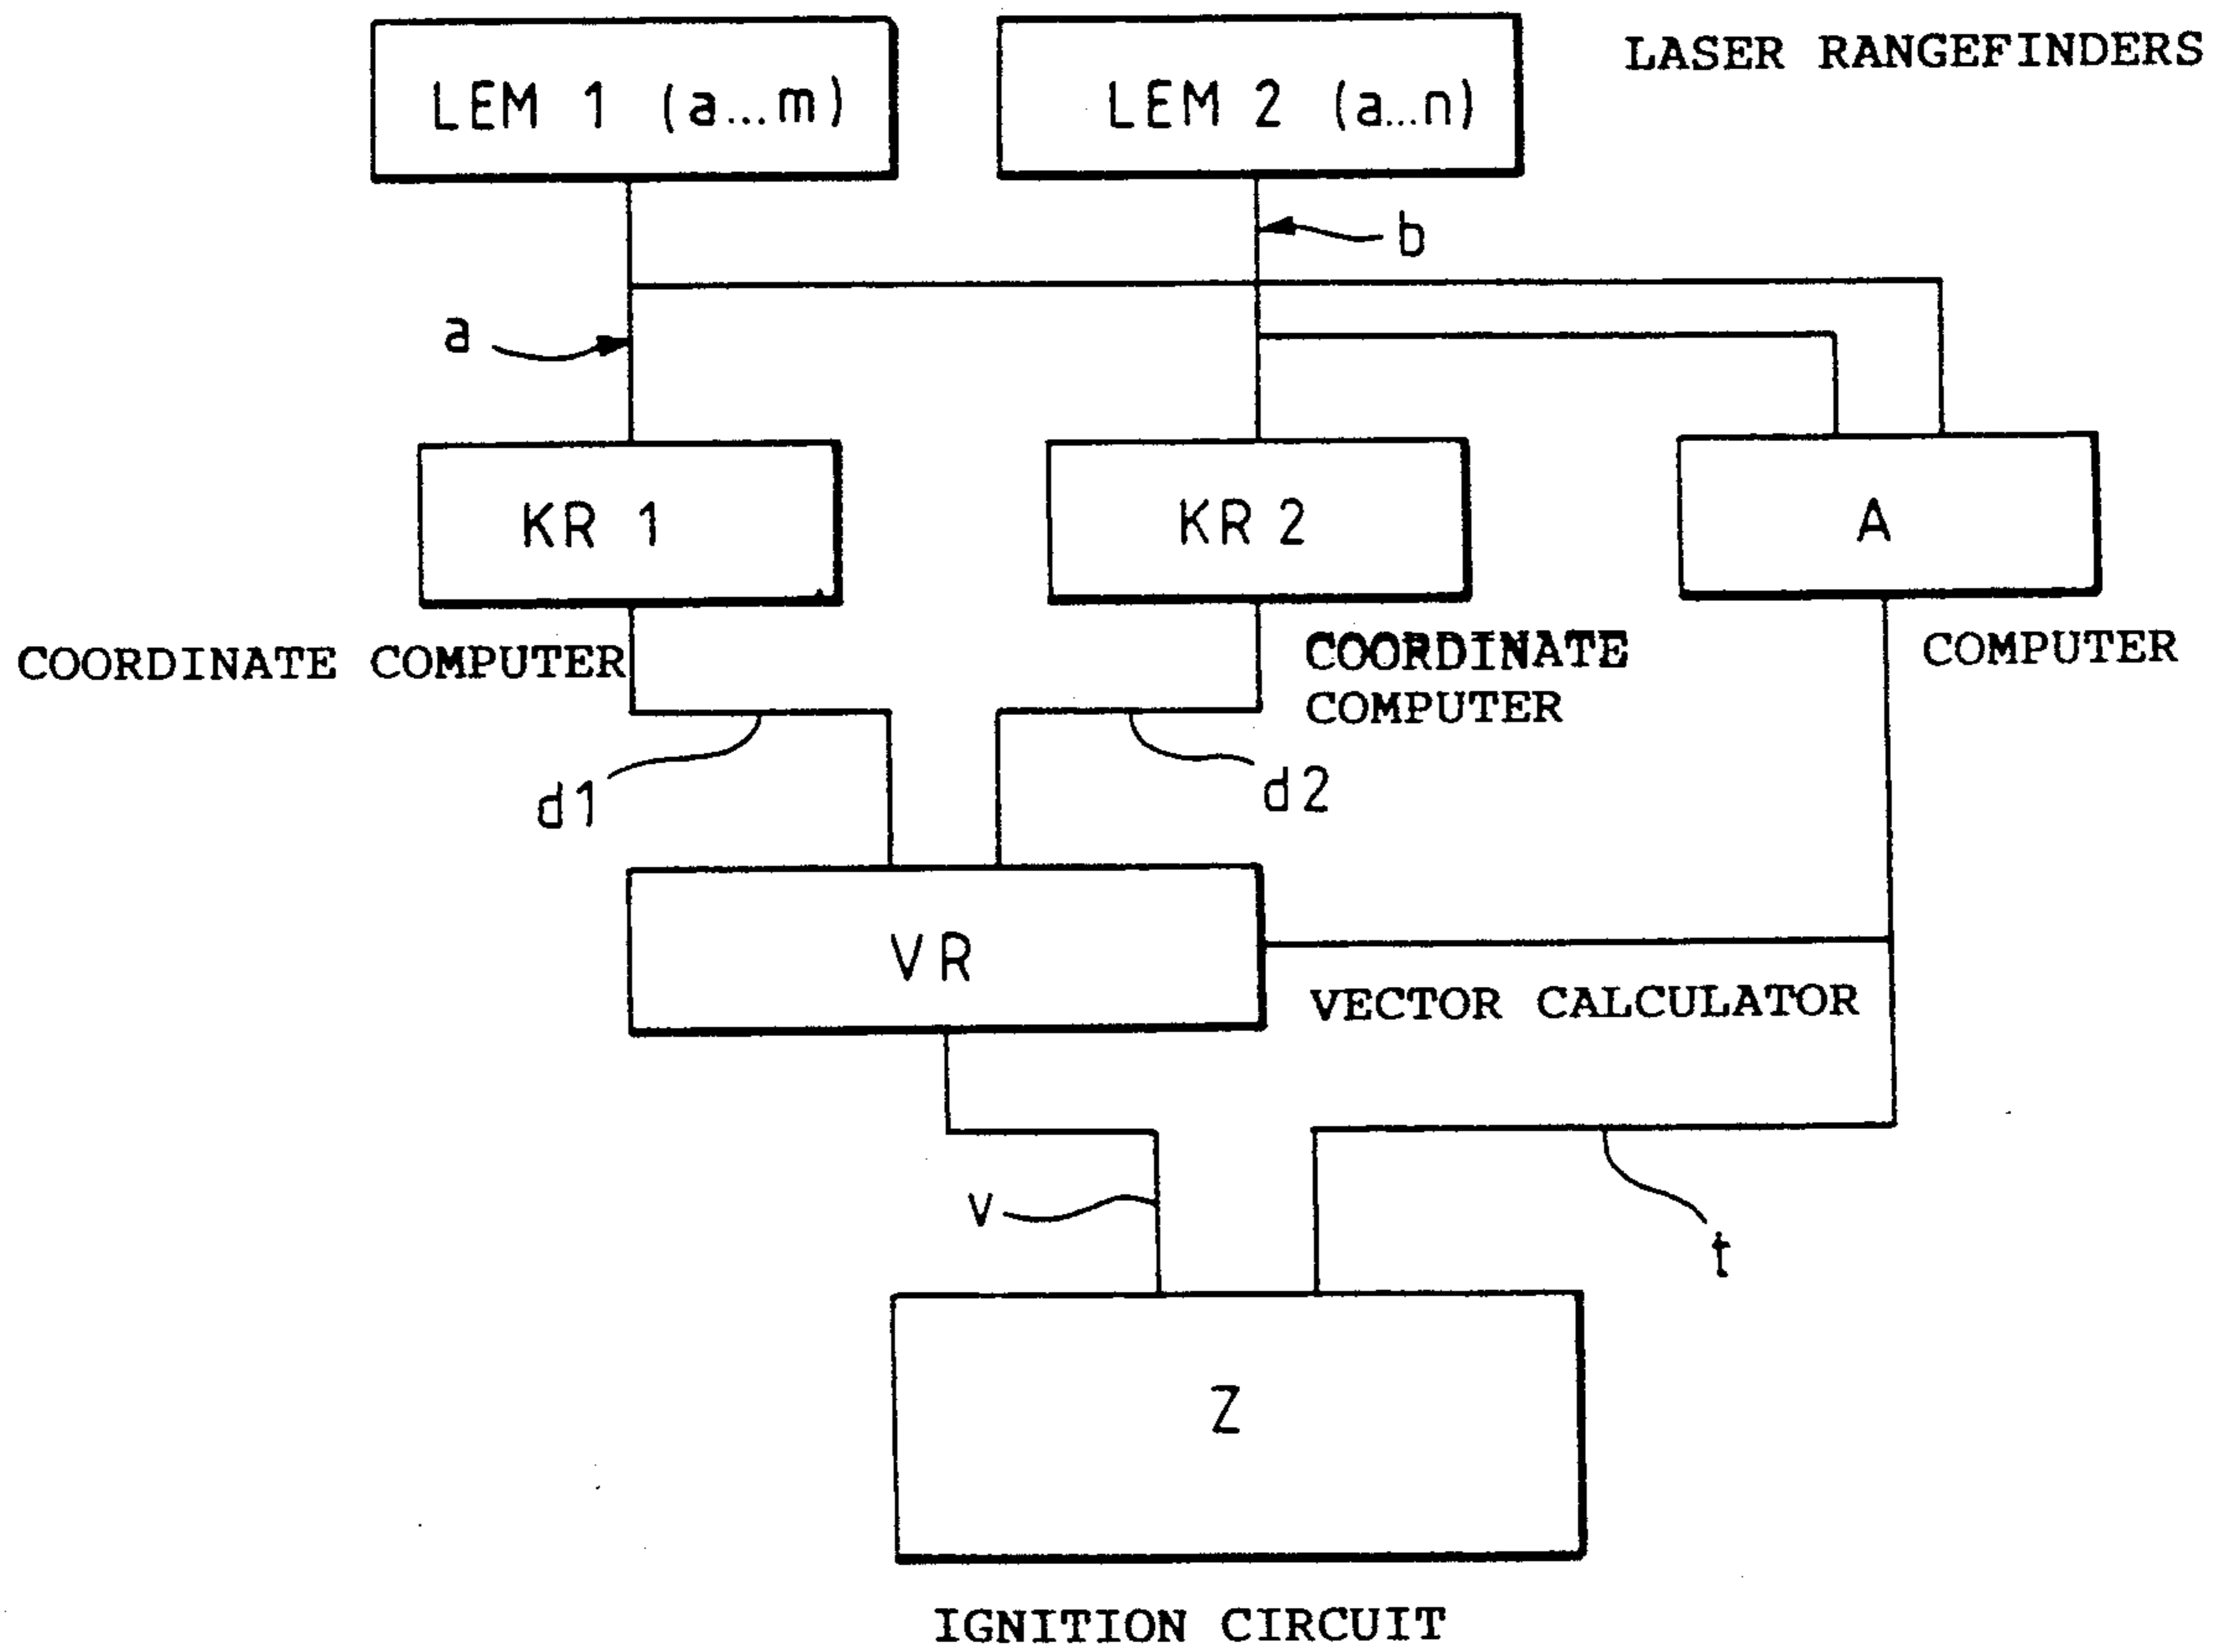 LEM 1 (a...m)
LEM 2 (a...n)
LASER RANGEFINDERS
b
a
KR 1
KR 2
A
COORDINATE COMPUTER
COORDINATE
COMPUTER
COMPUTER
d1
d2
VR
VECTOR CALCULATOR
v
t
Z
IGNITION CIRCUIT